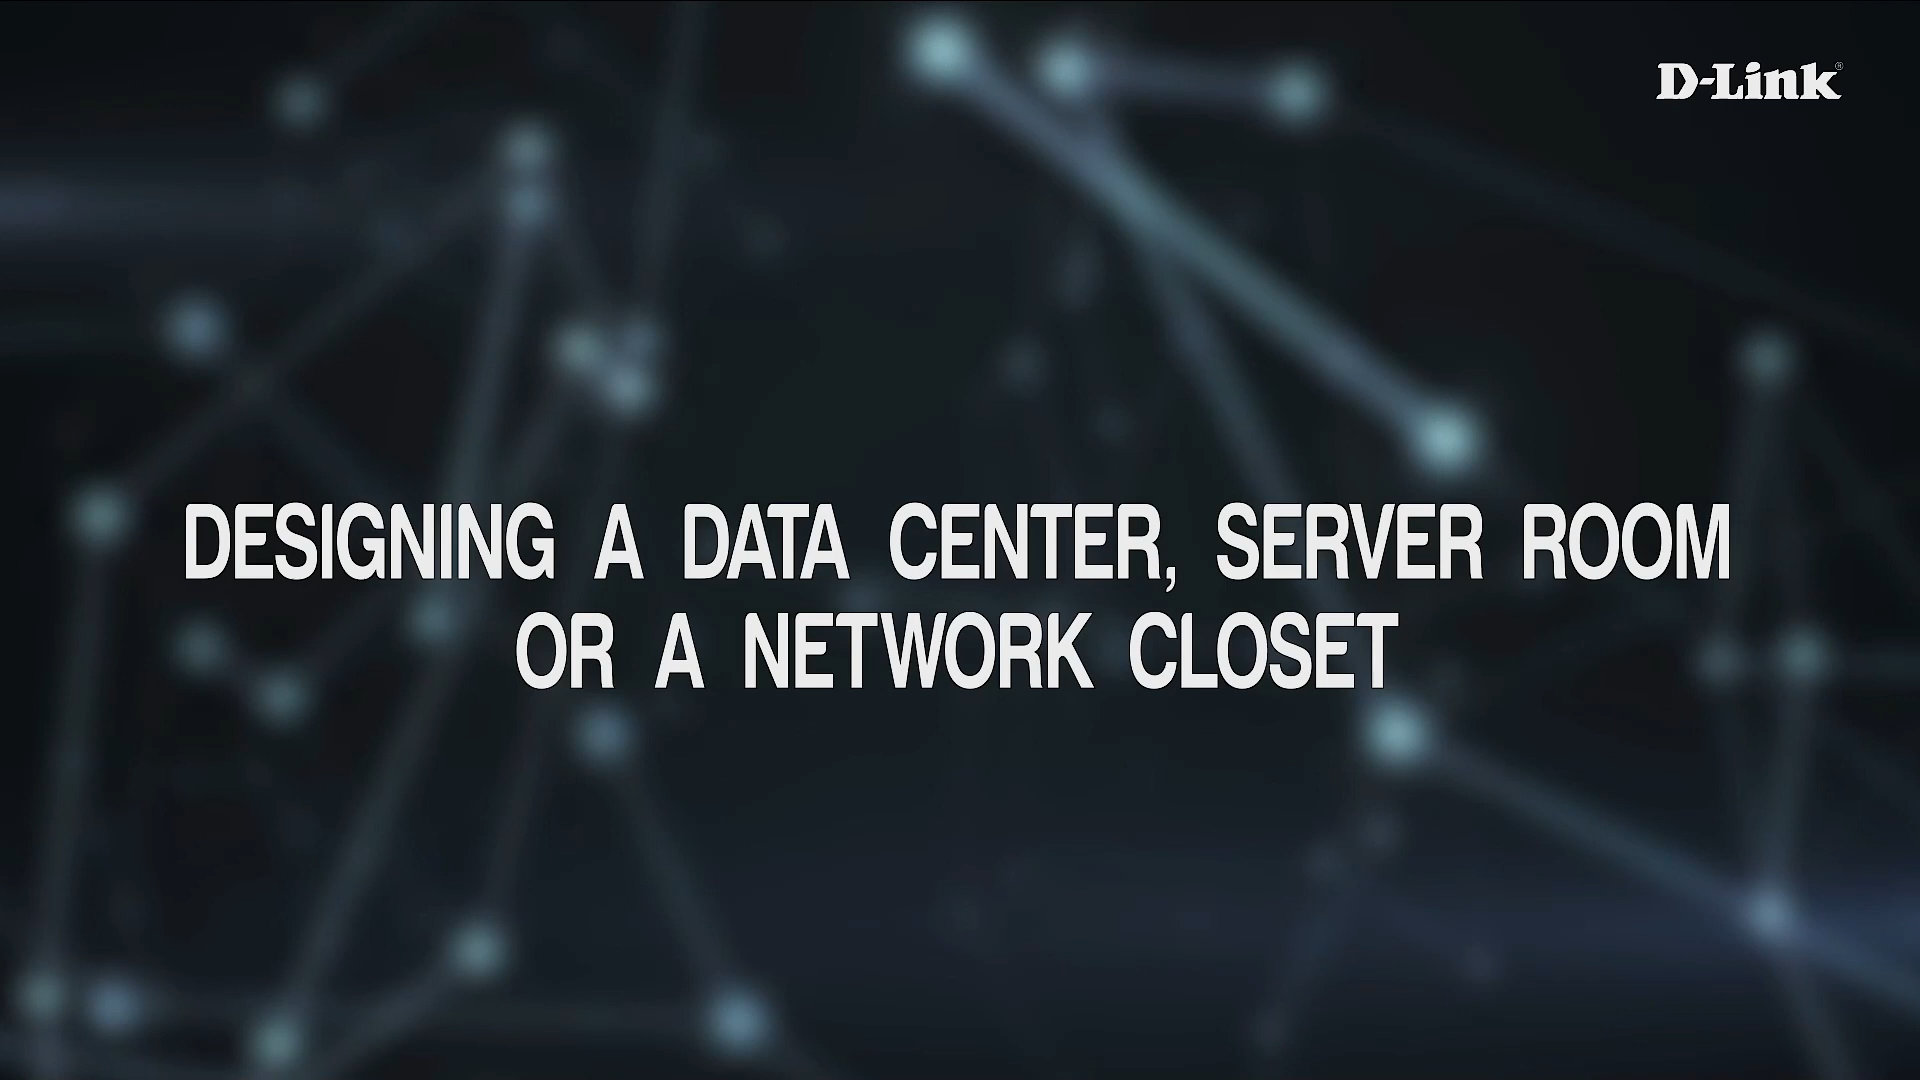 D-Link®
DESIGNING A DATA CENTER, SERVER ROOM
OR A NETWORK CLOSET